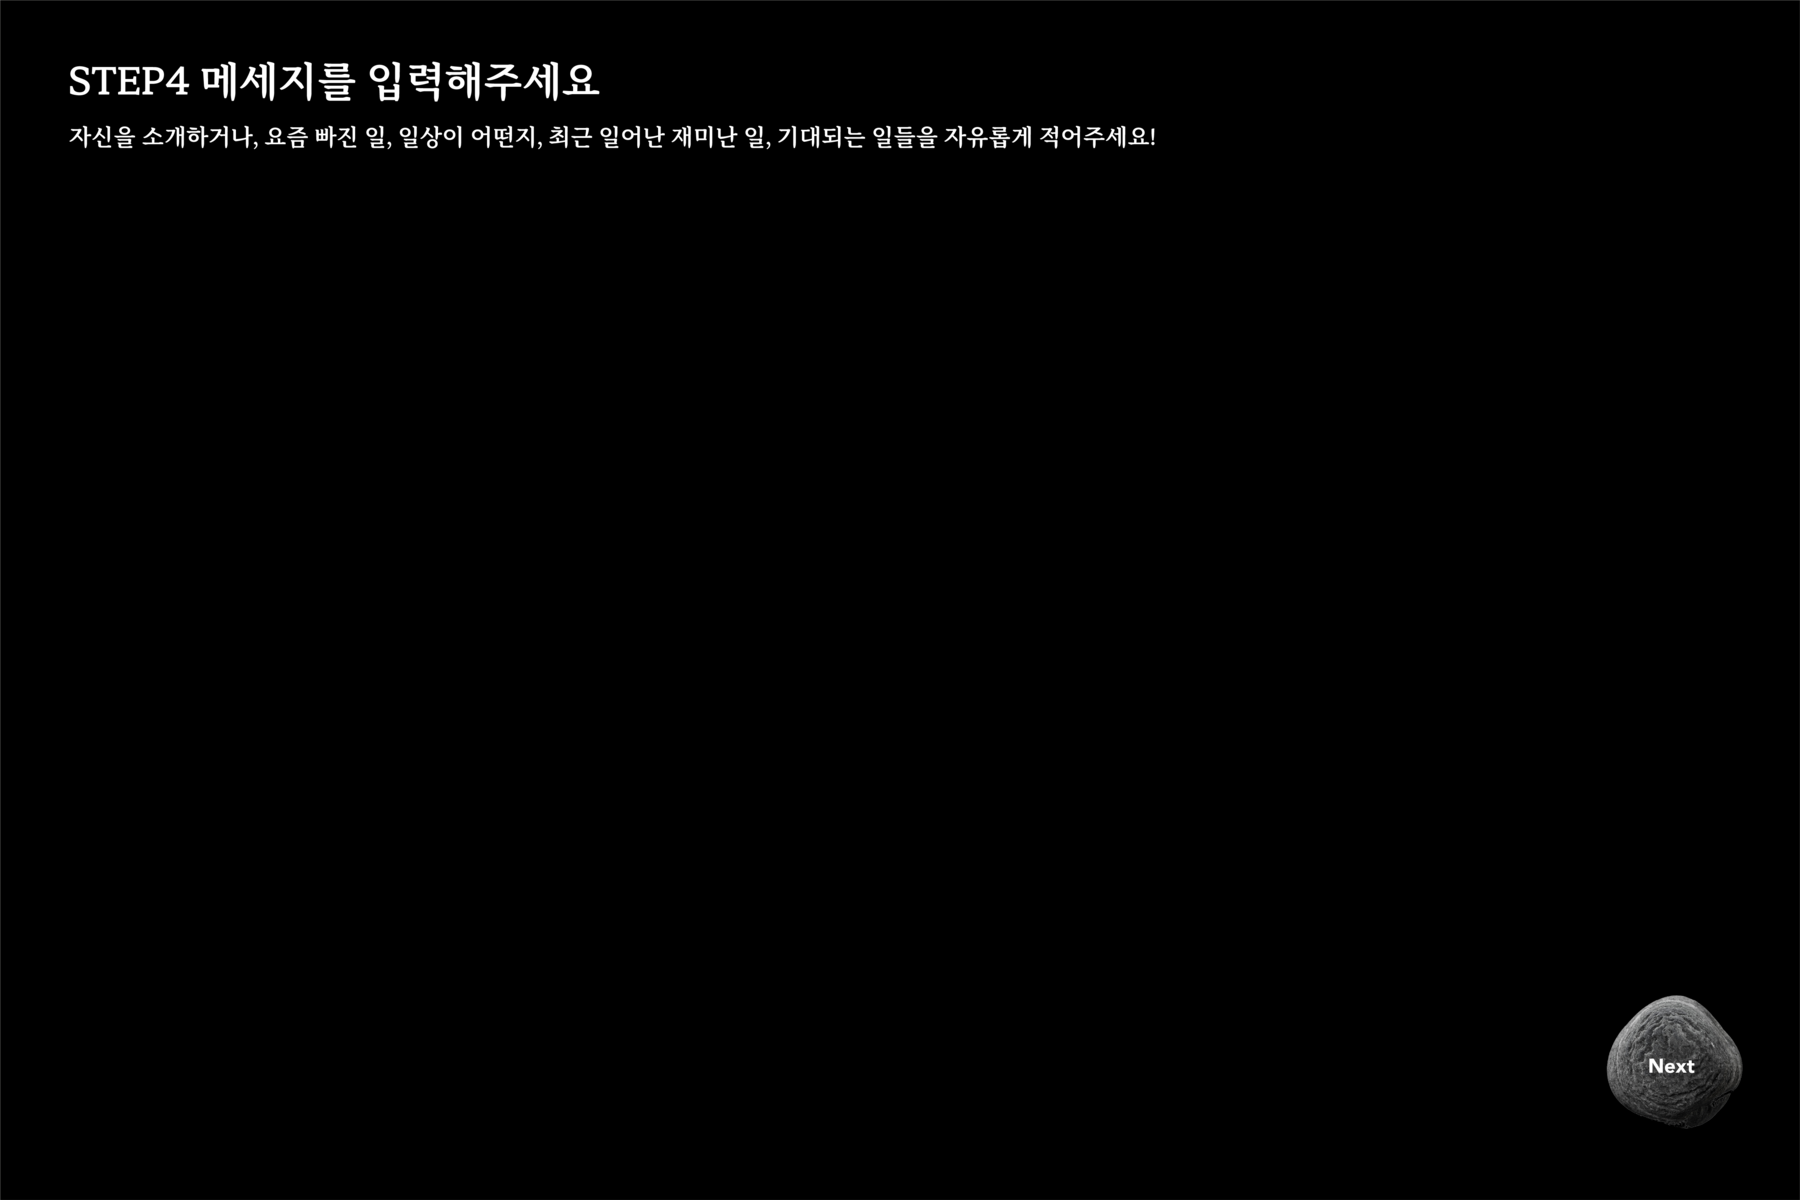 STEP4 메세지를 입력해주세요
자신을 소개하거나, 요즘 빠진 일, 일상이 어떤지, 최근 일어난 재미난 일, 기대되는 일들을 자유롭게 적어주세요!
Next